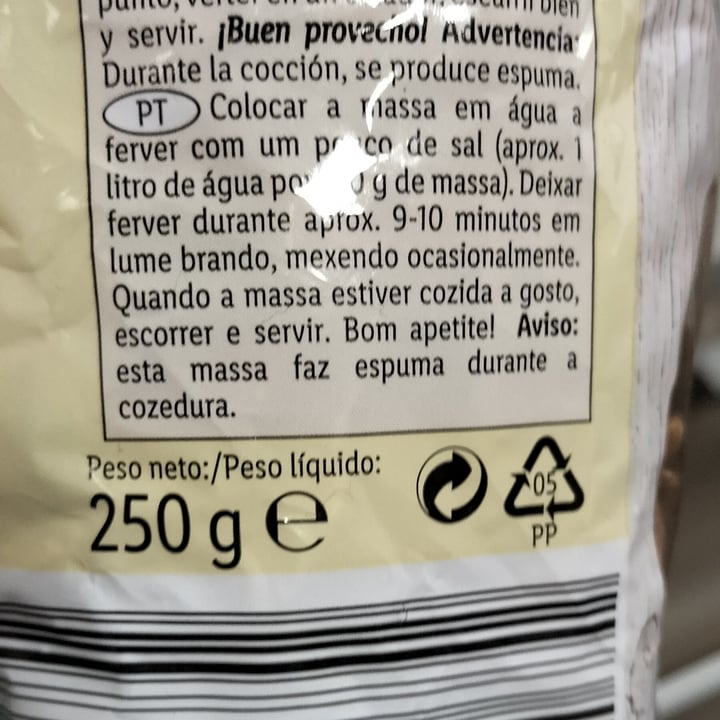 y servir. ¡Buen provecho! Advertencia:
Durante la cocción, se produce espuma.
PT Colocar a massa em água a
ferver com um pouco de sal (aprox. 1
litro de água g de massa). Deixar
ferver durante aprox. 9-10 minutos em
lume brando, mexendo ocasionalmente.
Quando a massa estiver cozida a gosto,
escorrer e servir. Bom apetite! Aviso:
esta massa faz espuma durante a
cozedura.
Peso neto:/Peso líquido:
250 g e
05
PP